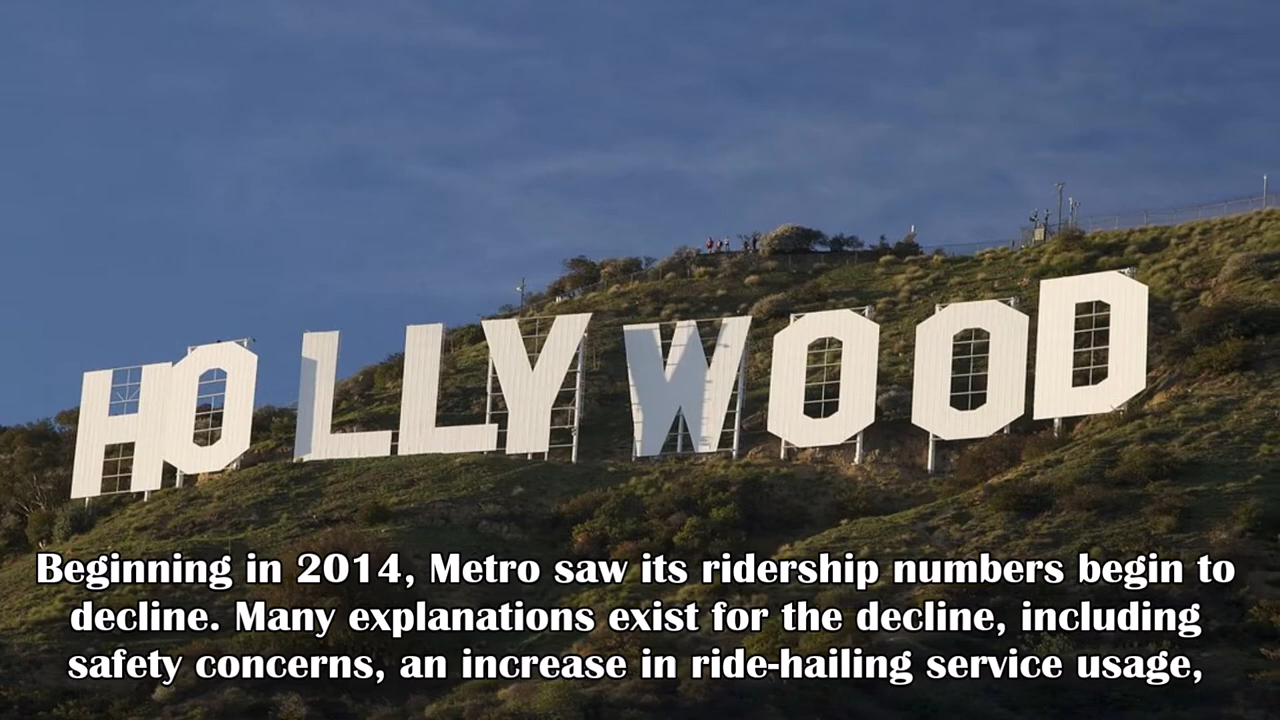 HOLLYWOOD
Beginning in 2014, Metro saw its ridership numbers begin to
decline. Many explanations exist for the decline, including
safety concerns, an increase in ride-hailing service usage,